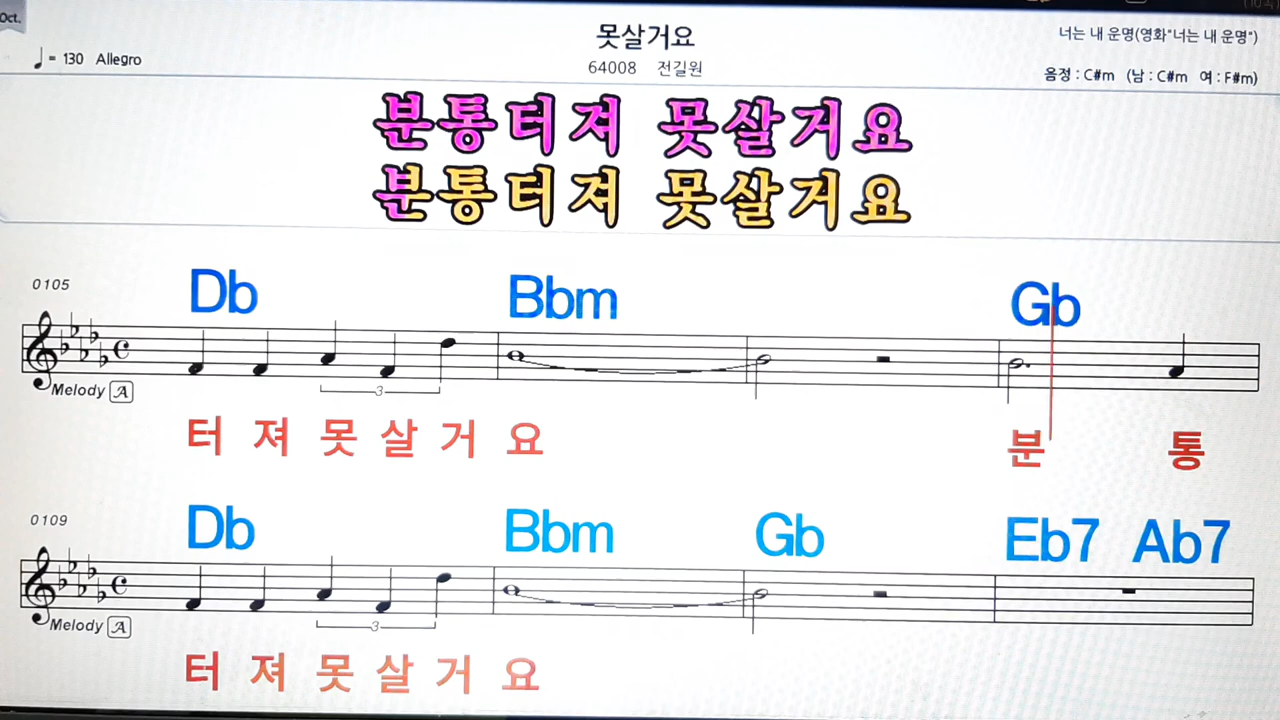 Oct.
못살거요
너는 내 운명(영화"너는 내 운명")
= 130 Allegro
64008 전길원
음정 : C#m (남 : C#m 여 : F#m)
분통터져 못살거요
분통터져 못살거요
0105
Db Bbm Gb
3
Melody A
터 져 못 살 거 요 분 통
0109
Db Bbm Gb Eb7 Ab7
3
Melody A
터 져 못 살 거 요